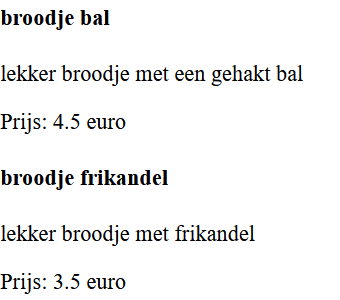 broodje bal
lekker broodje met een gehakt bal
Prijs: 4.5 euro
broodje frikandel
lekker broodje met frikandel
Prijs: 3.5 euro